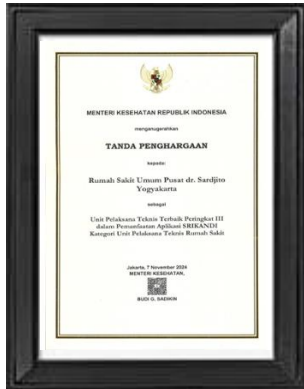 MENTERI KESEHATAN REPUBLIK INDONESIA
menganugerahkan
TANDA PENGHARGAAN
kepada:
Rumah Sakit Umum Pusat dr. Sardjito
Yogyakarta
sebagai
Unit Pelaksana Teknis Terbaik Peringkat III
dalam Pemanfaatan Aplikasi SRIKANDI
Kategori Unit Pelaksana Teknis Rumah Sakit
Jakarta, 7 November 2024
MENTERI KESEHATAN,
BUDI G. SADIKIN